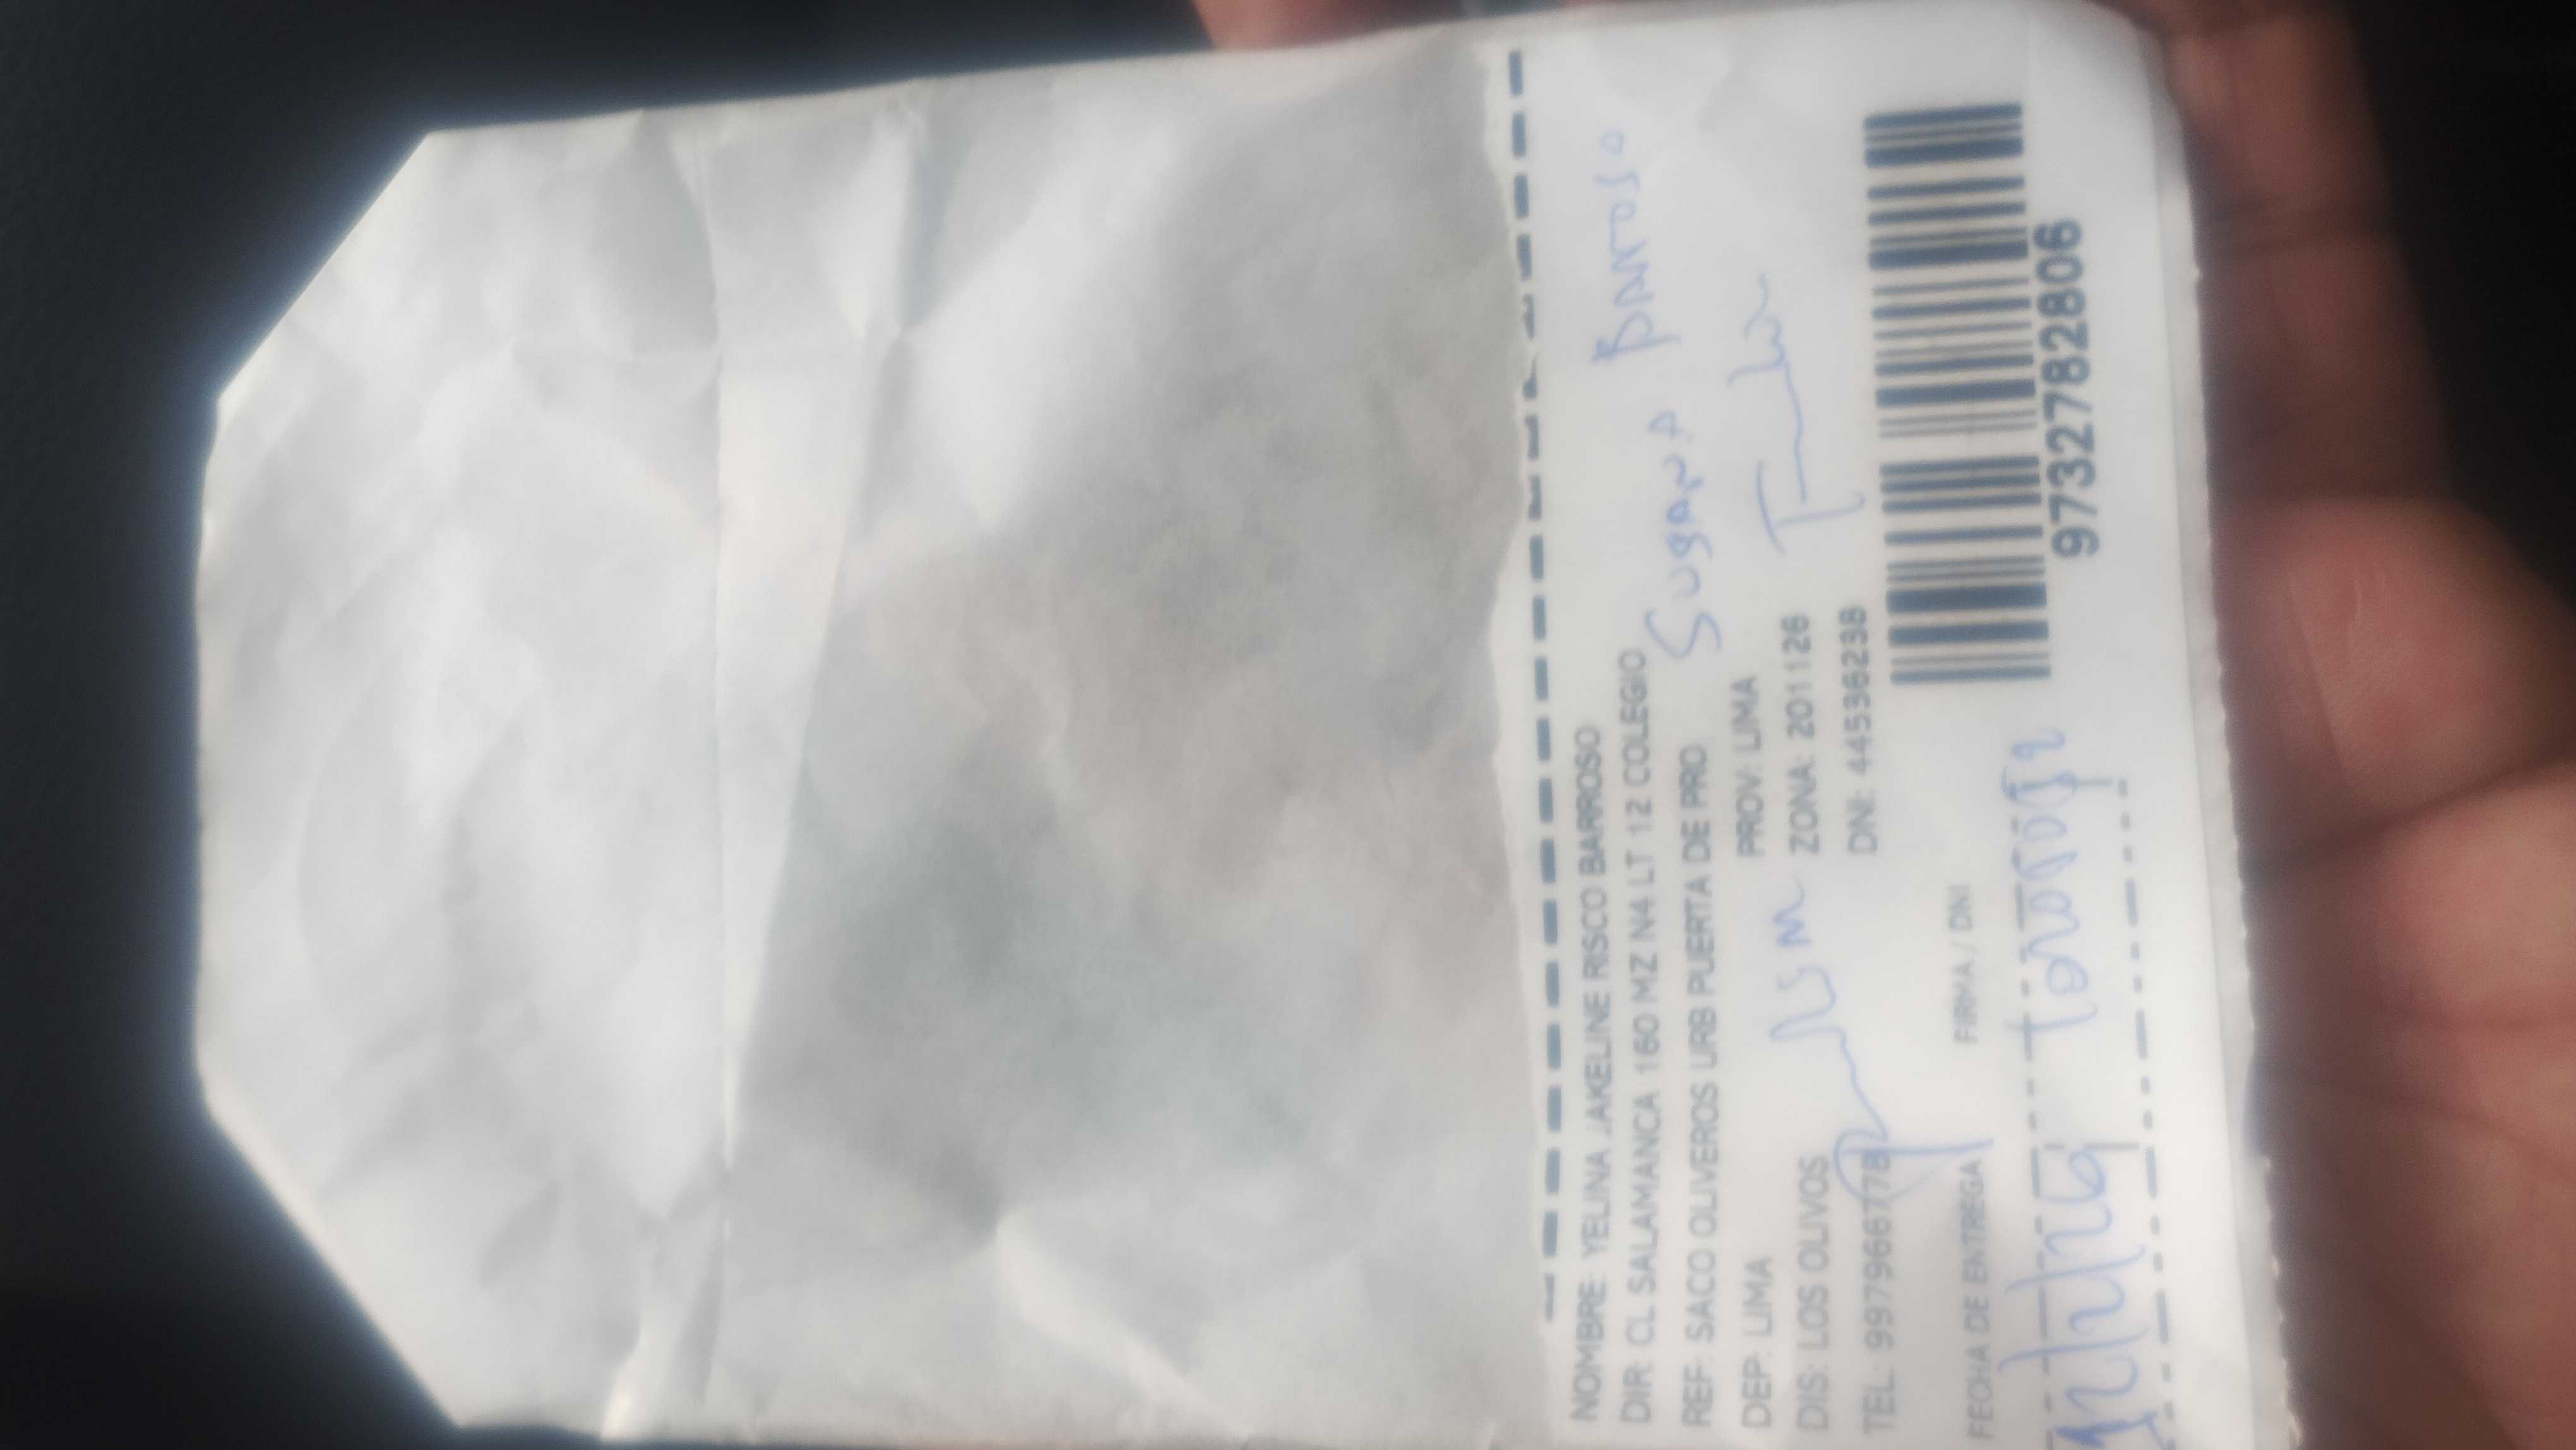 NOMBRE: YELINA JAKELINE RISCO BARROSO
DIR: CL SALAMANCA 160 MZ N4 LT 12 COLEGIO
REF: SACO OLIVEROS URB PUERTA DE PRO
DEP: LIMA PROV: LIMA
DIS: LOS OLIVOS ZONA: 201126
TEL: 997966778 DNI: 44536238
Susana Barroso
FECHA DE ENTREGA FIRMA / DNI
97327782806